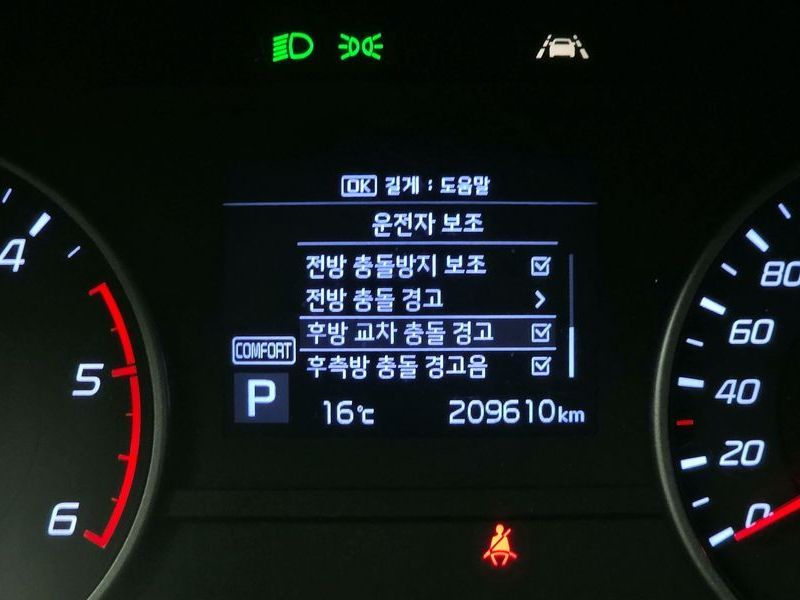 OK 길게 : 도움말
운전자 보조
전방 충돌방지 보조
전방 충돌 경고
후방 교차 충돌 경고
후측방 충돌 경고음
COMFORT
P 16℃ 209610km
4
5
6
80
60
40
20
0